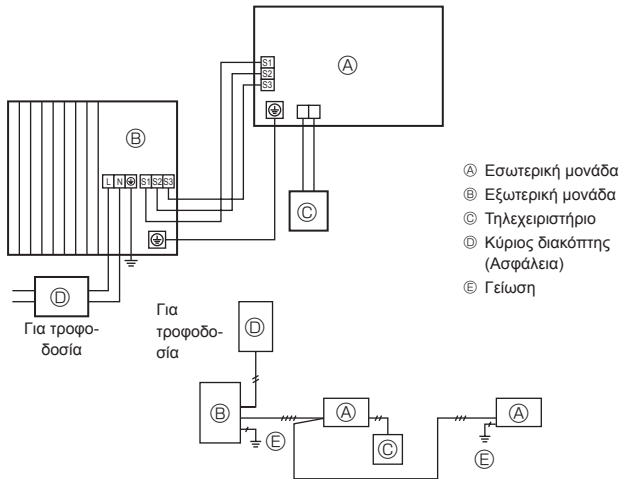 S1
S2
S3
Ⓐ
Ⓑ
L N S1 S2 S3
Ⓒ
Ⓓ
Για τροφο-
δοσία
Ⓐ Εσωτερική μονάδα
Ⓑ Εξωτερική μονάδα
Ⓒ Τηλεχειριστήριο
Ⓓ Κύριος διακόπτης
(Ασφάλεια)
Ⓔ Γείωση
Για
τροφοδο-
σία
Ⓓ
Ⓑ
Ⓔ
Ⓐ
Ⓒ
Ⓐ
Ⓔ